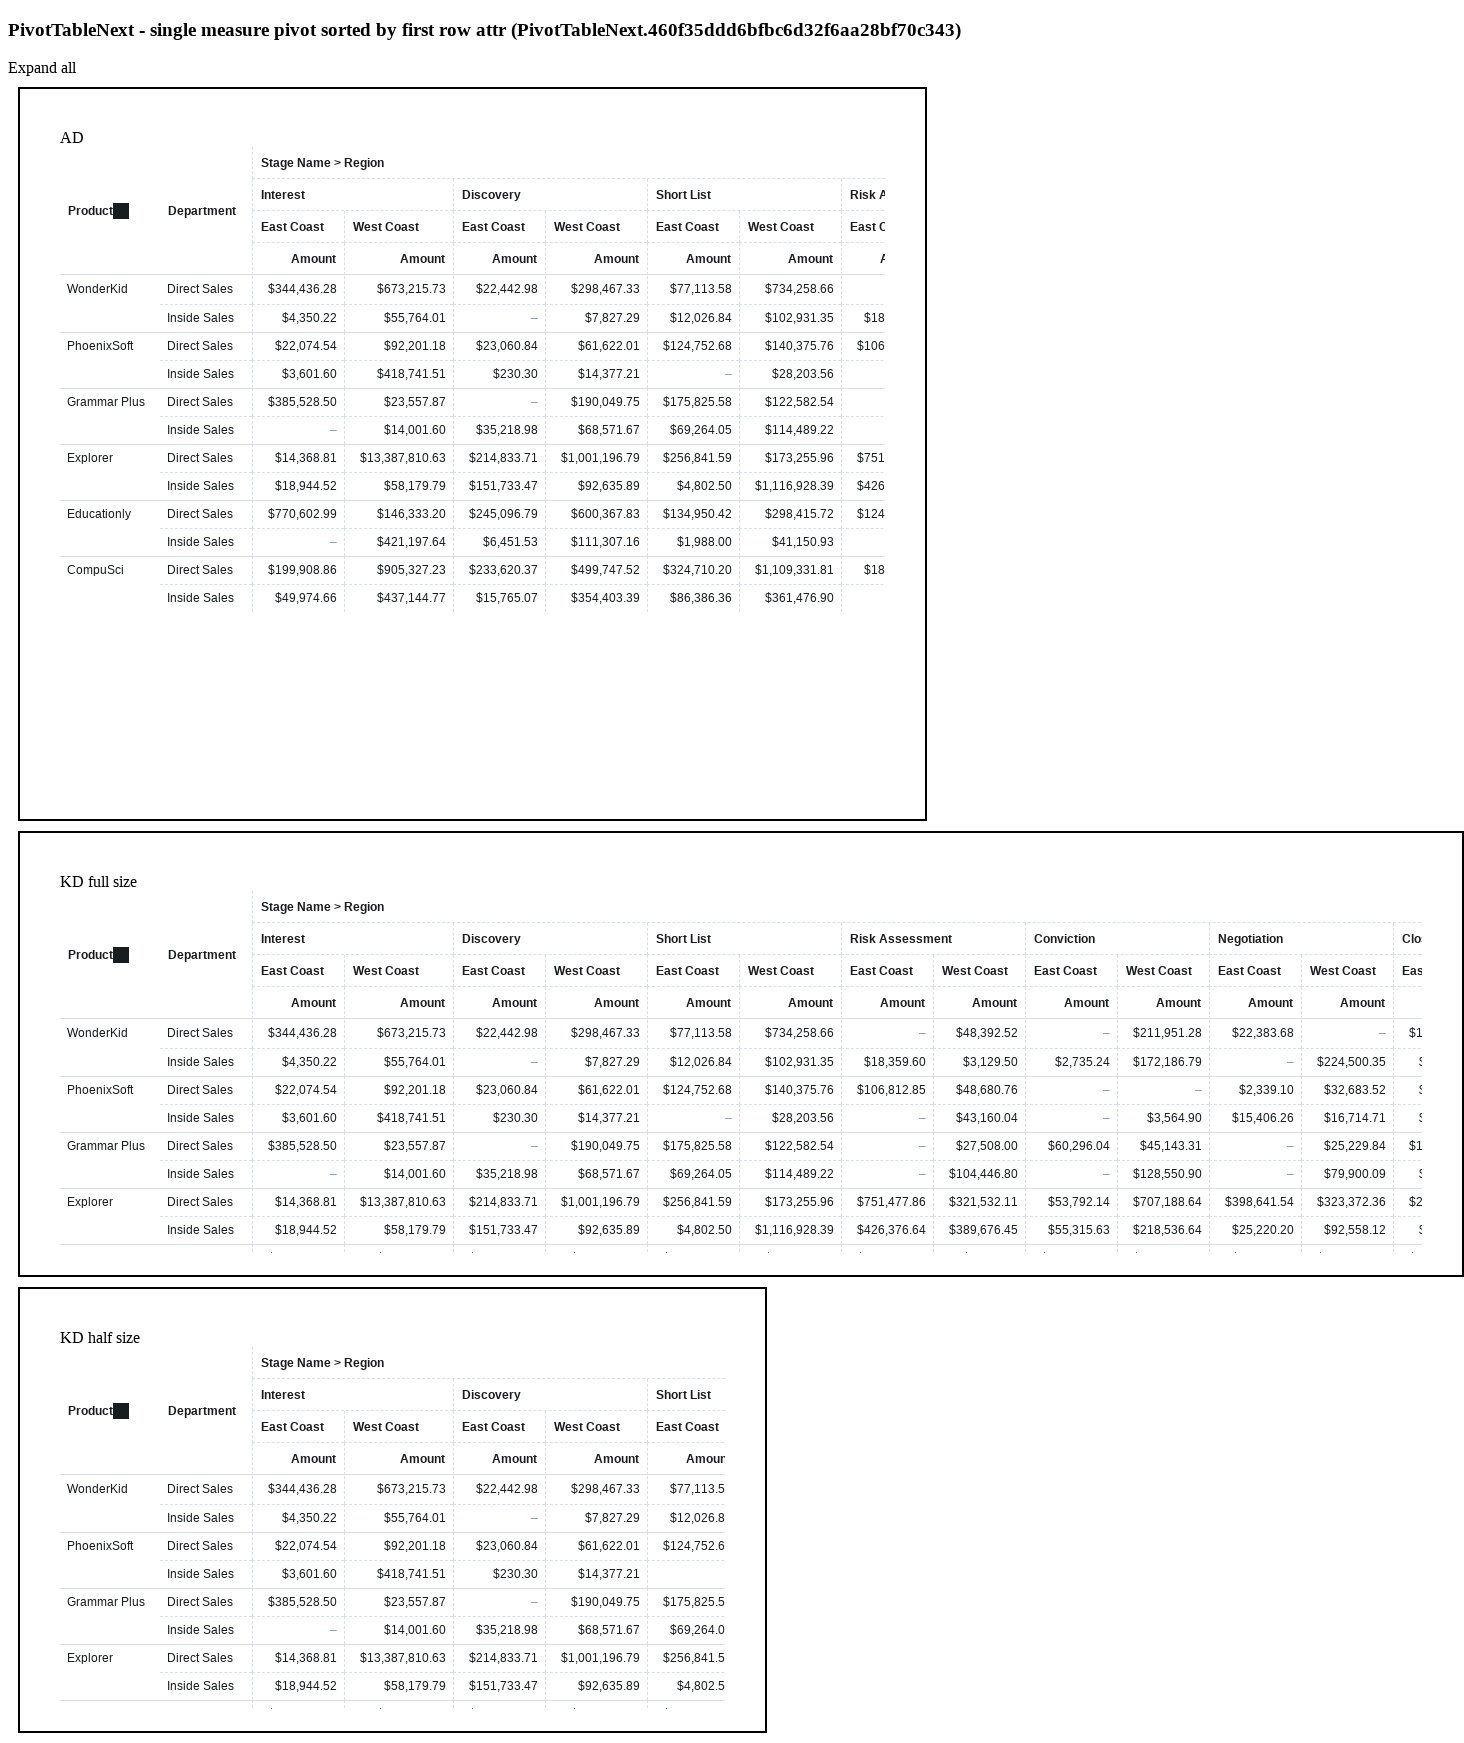 PivotTableNext - single measure pivot sorted by first row attr (PivotTableNext.460f35ddd6bfbc6d32f6aa28bf70c343)
Expand all
AD
Stage Name > Region
Product Department
Interest Discovery Short List Risk A
East Coast West Coast East Coast West Coast East Coast West Coast East C
Amount Amount Amount Amount Amount Amount A
WonderKid Direct Sales $344,436.28 $673,215.73 $22,442.98 $298,467.33 $77,113.58 $734,258.66
Inside Sales $4,350.22 $55,764.01 – $7,827.29 $12,026.84 $102,931.35 $18
PhoenixSoft Direct Sales $22,074.54 $92,201.18 $23,060.84 $61,622.01 $124,752.68 $140,375.76 $106
Inside Sales $3,601.60 $418,741.51 $230.30 $14,377.21 – $28,203.56
Grammar Plus Direct Sales $385,528.50 $23,557.87 – $190,049.75 $175,825.58 $122,582.54
Inside Sales – $14,001.60 $35,218.98 $68,571.67 $69,264.05 $114,489.22
Explorer Direct Sales $14,368.81 $13,387,810.63 $214,833.71 $1,001,196.79 $256,841.59 $173,255.96 $751
Inside Sales $18,944.52 $58,179.79 $151,733.47 $92,635.89 $4,802.50 $1,116,928.39 $426
Educationly Direct Sales $770,602.99 $146,333.20 $245,096.79 $600,367.83 $134,950.42 $298,415.72 $124
Inside Sales – $421,197.64 $6,451.53 $111,307.16 $1,988.00 $41,150.93
CompuSci Direct Sales $199,908.86 $905,327.23 $233,620.37 $499,747.52 $324,710.20 $1,109,331.81 $18
Inside Sales $49,974.66 $437,144.77 $15,765.07 $354,403.39 $86,386.36 $361,476.90
KD full size
Stage Name > Region
Product Department
Interest Discovery Short List Risk Assessment Conviction Negotiation Clo
East Coast West Coast East Coast West Coast East Coast West Coast East Coast West Coast East Coast West Coast East Coast West Coast Eas
Amount Amount Amount Amount Amount Amount Amount Amount Amount Amount Amount Amount
WonderKid Direct Sales $344,436.28 $673,215.73 $22,442.98 $298,467.33 $77,113.58 $734,258.66 – $48,392.52 – $211,951.28 $22,383.68 – $1
Inside Sales $4,350.22 $55,764.01 – $7,827.29 $12,026.84 $102,931.35 $18,359.60 $3,129.50 $2,735.24 $172,186.79 – $224,500.35 $
PhoenixSoft Direct Sales $22,074.54 $92,201.18 $23,060.84 $61,622.01 $124,752.68 $140,375.76 $106,812.85 $48,680.76 – – $2,339.10 $32,683.52 $
Inside Sales $3,601.60 $418,741.51 $230.30 $14,377.21 – $28,203.56 – $43,160.04 – $3,564.90 $15,406.26 $16,714.71 $
Grammar Plus Direct Sales $385,528.50 $23,557.87 – $190,049.75 $175,825.58 $122,582.54 – $27,508.00 $60,296.04 $45,143.31 – $25,229.84 $1
Inside Sales – $14,001.60 $35,218.98 $68,571.67 $69,264.05 $114,489.22 – $104,446.80 – $128,550.90 – $79,900.09 $
Explorer Direct Sales $14,368.81 $13,387,810.63 $214,833.71 $1,001,196.79 $256,841.59 $173,255.96 $751,477.86 $321,532.11 $53,792.14 $707,188.64 $398,641.54 $323,372.36 $2
Inside Sales $18,944.52 $58,179.79 $151,733.47 $92,635.89 $4,802.50 $1,116,928.39 $426,376.64 $389,676.45 $55,315.63 $218,536.64 $25,220.20 $92,558.12 $
KD half size
Stage Name > Region
Product Department
Interest Discovery Short List
East Coast West Coast East Coast West Coast East Coast
Amount Amount Amount Amount Amoun
WonderKid Direct Sales $344,436.28 $673,215.73 $22,442.98 $298,467.33 $77,113.5
Inside Sales $4,350.22 $55,764.01 – $7,827.29 $12,026.8
PhoenixSoft Direct Sales $22,074.54 $92,201.18 $23,060.84 $61,622.01 $124,752.6
Inside Sales $3,601.60 $418,741.51 $230.30 $14,377.21
Grammar Plus Direct Sales $385,528.50 $23,557.87 – $190,049.75 $175,825.5
Inside Sales – $14,001.60 $35,218.98 $68,571.67 $69,264.0
Explorer Direct Sales $14,368.81 $13,387,810.63 $214,833.71 $1,001,196.79 $256,841.5
Inside Sales $18,944.52 $58,179.79 $151,733.47 $92,635.89 $4,802.5